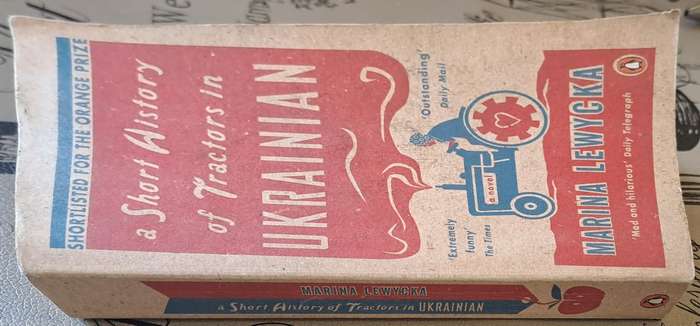 SHORTLISTED FOR THE ORANGE PRIZE
a Short History
of Tractors in
UKRAINIAN
'Outstanding'
Daily Mail
'Extremely
funny'
The Times
a novel
MARINA LEWYCKA
'Mad and hilarious' Daily Telegraph
MARINA LEWYCKA
a Short History of Tractors in UKRAINIAN